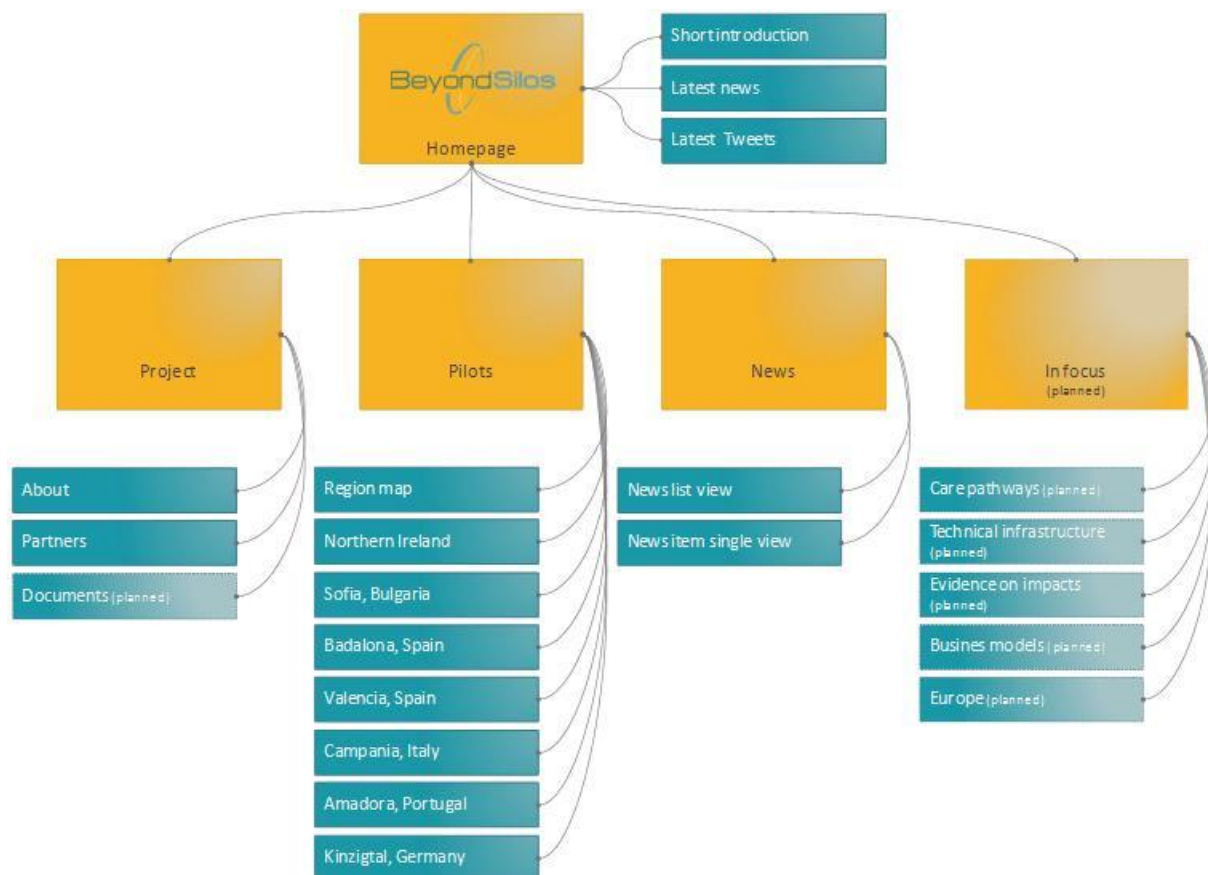 BeyondSilos
Homepage
Short introduction
Latest news
Latest Tweets
Project
Pilots
News
In focus
(planned)
About
Partners
Documents (planned)
Region map
Northern Ireland
Sofia, Bulgaria
Badalona, Spain
Valencia, Spain
Campania, Italy
Amadora, Portugal
Kinzigtal, Germany
News list view
News item single view
Care pathways (planned)
Technical infrastructure
(planned)
Evidence on impacts
(planned)
Busines models (planned)
Europe (planned)